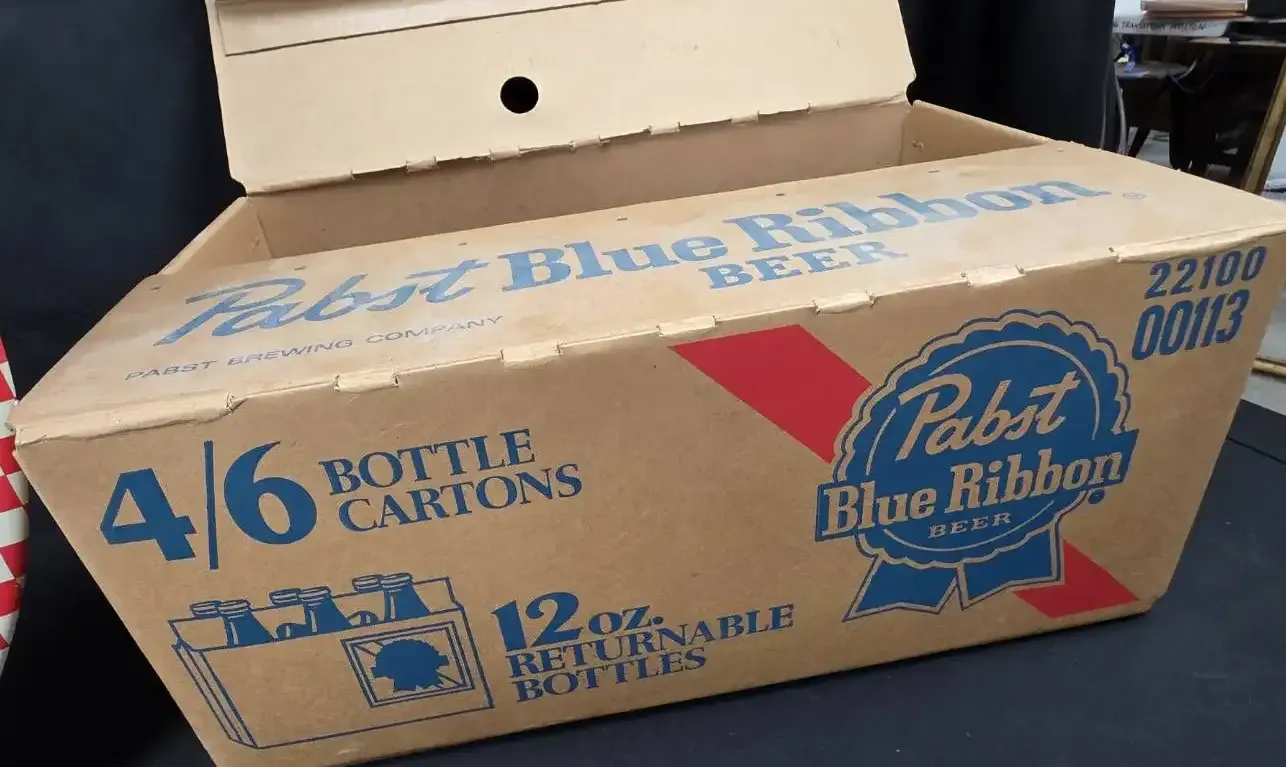 Pabst Blue Ribbon ®
BEER
PABST BREWING COMPANY
22100
00113
4/6 BOTTLE
CARTONS
Pabst
Blue Ribbon ®
BEER
12 oz.
RETURNABLE
BOTTLES